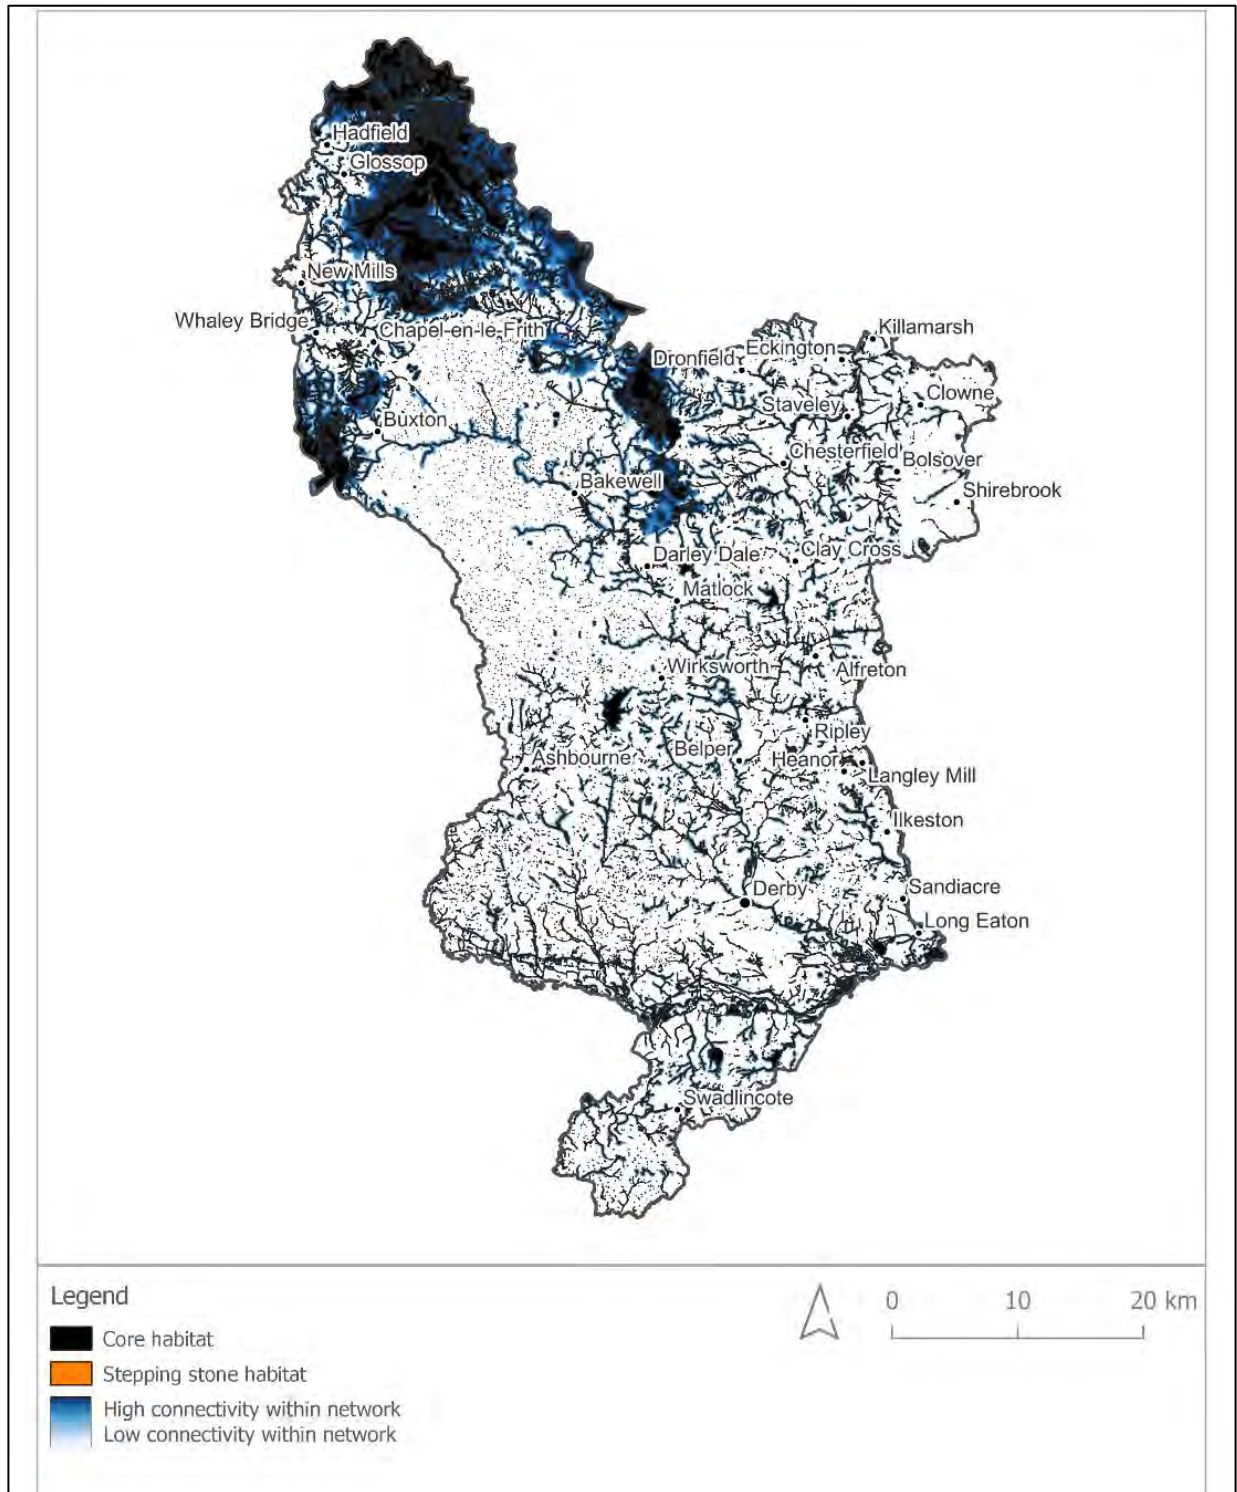 Hadfield
Glossop
New Mills
Whaley Bridge
Chapel-en-le-Frith
Killamarsh
Eckington
Dronfield
Clowne
Staveley
Buxton
Chesterfield
Bolsover
Bakewell
Shirebrook
Darley Dale
Clay Cross
Matlock
Wirksworth
Alfreton
Ripley
Belper
Heanor
Ashbourne
Langley Mill
Ilkeston
Derby
Sandiacre
Long Eaton
Swadlincote
Legend
Core habitat
Stepping stone habitat
High connectivity within network
Low connectivity within network
0 10 20 km